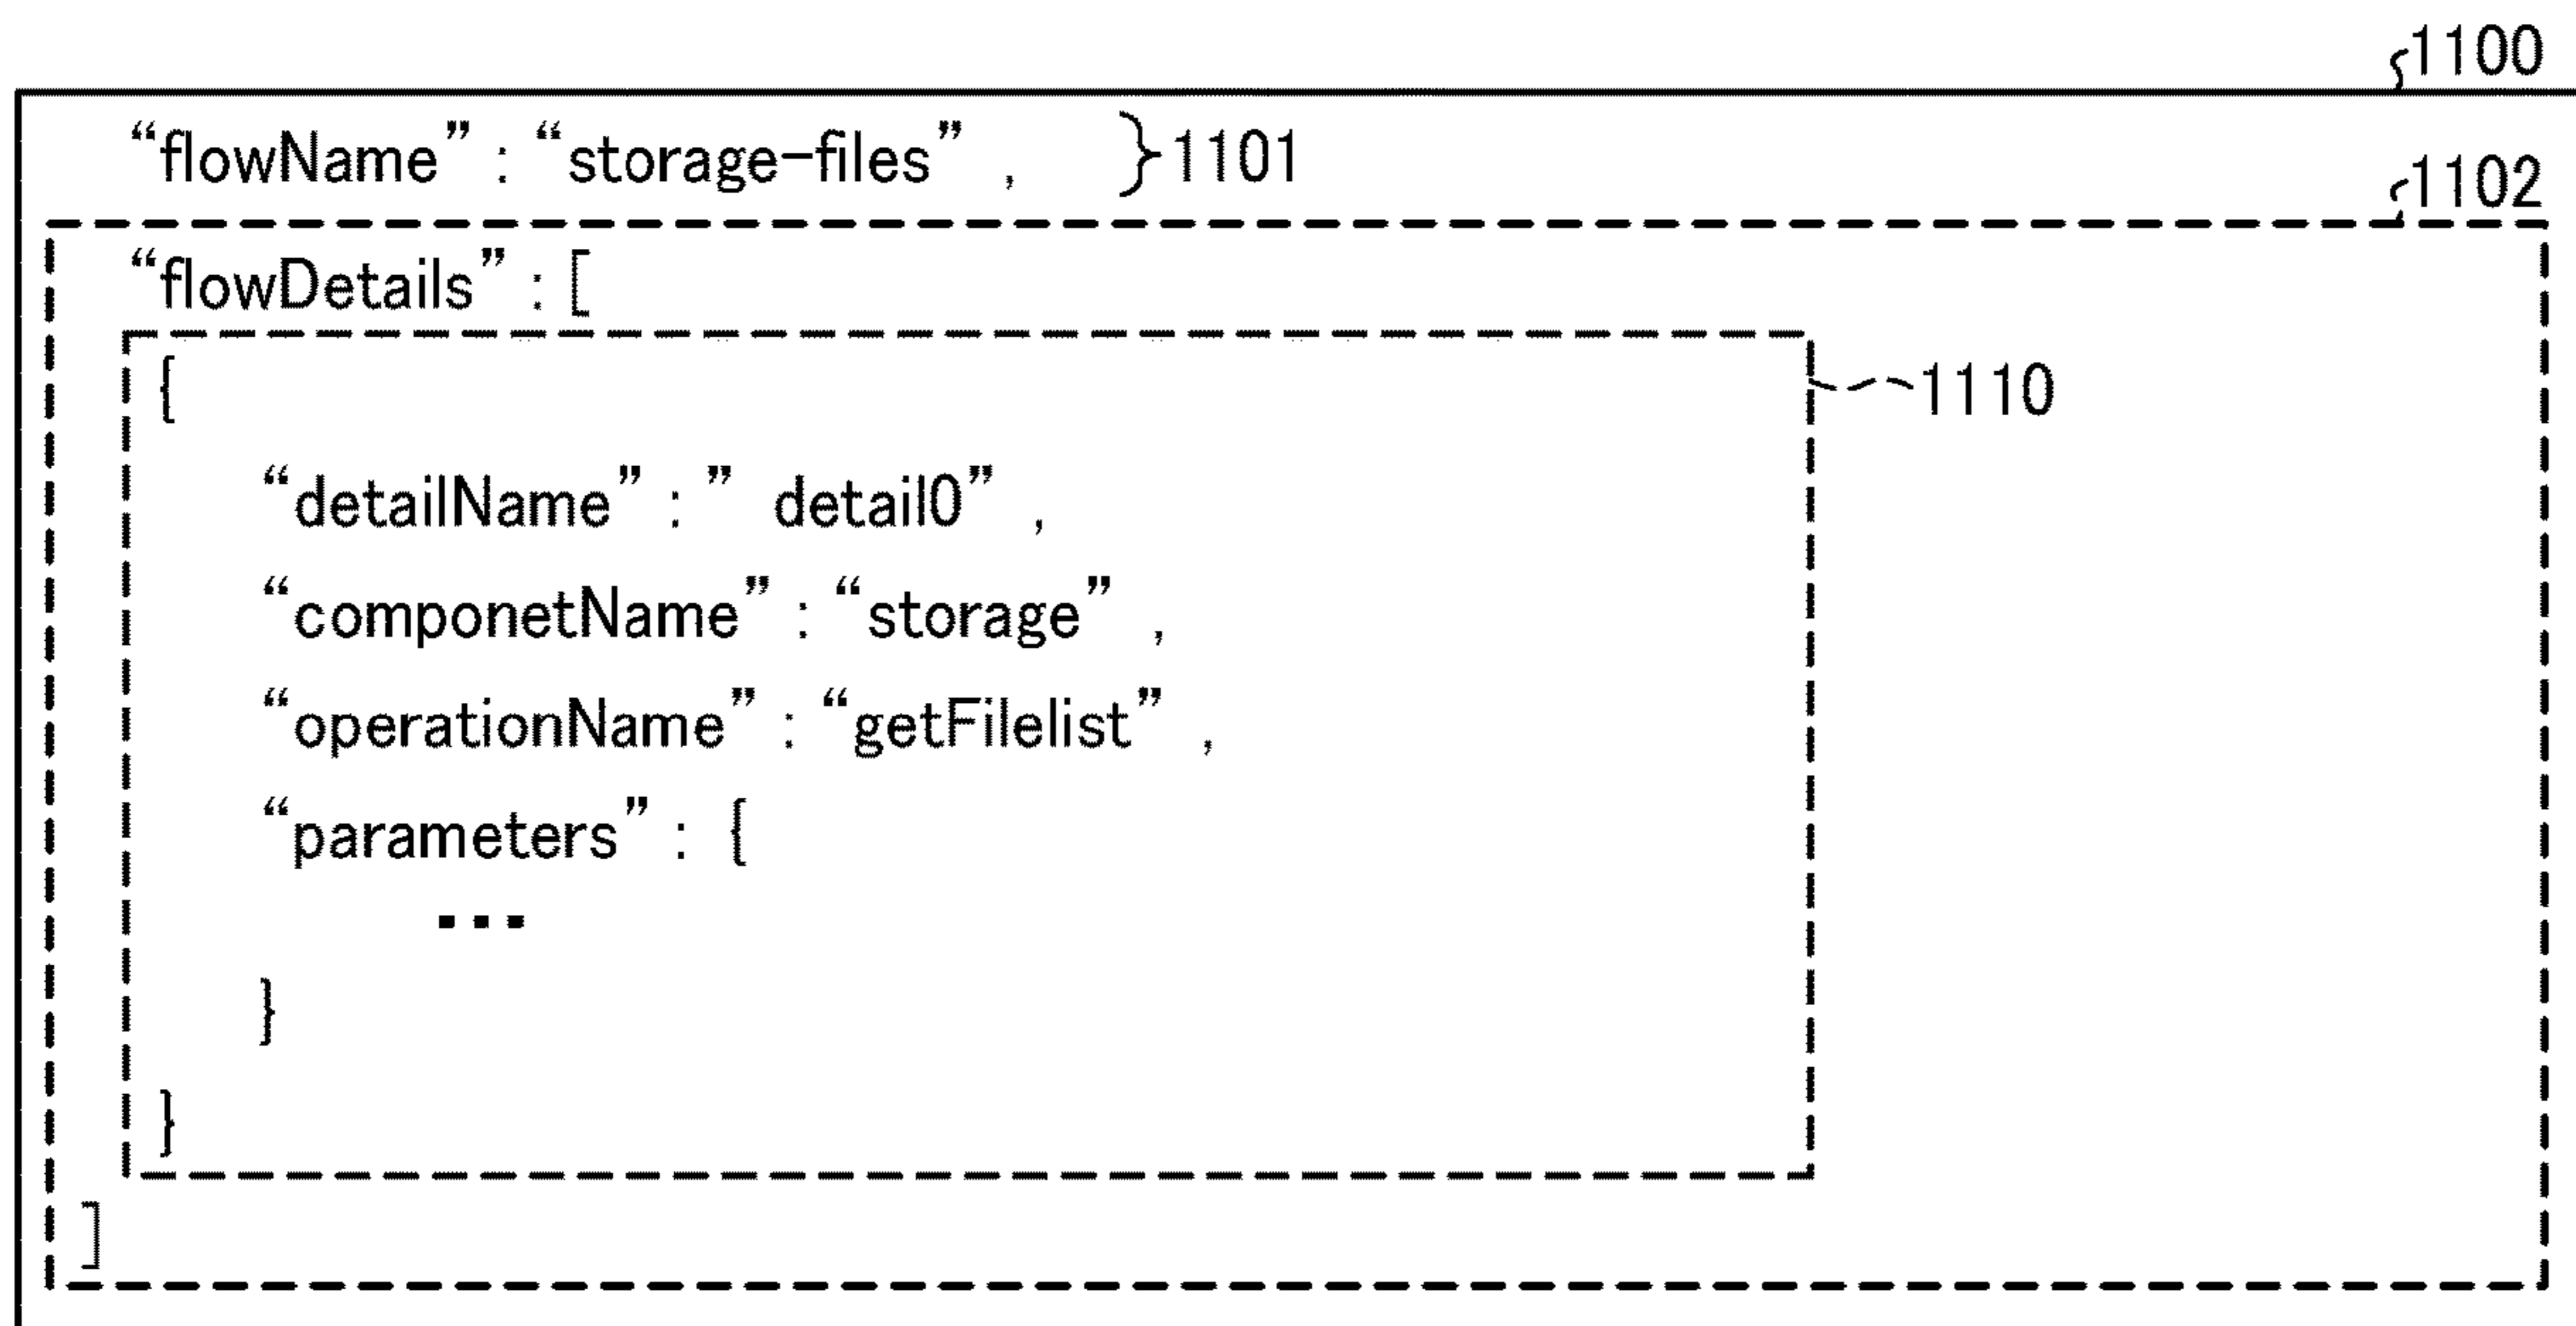 1100
“flowName” : “storage-files” , }1101
1102
“flowDetails” : [
{
1110
“detailName” : ” detail0” ,
“componetName” : “storage” ,
“operationName” : “getFilelist” ,
“parameters” : {
...
}
}
]